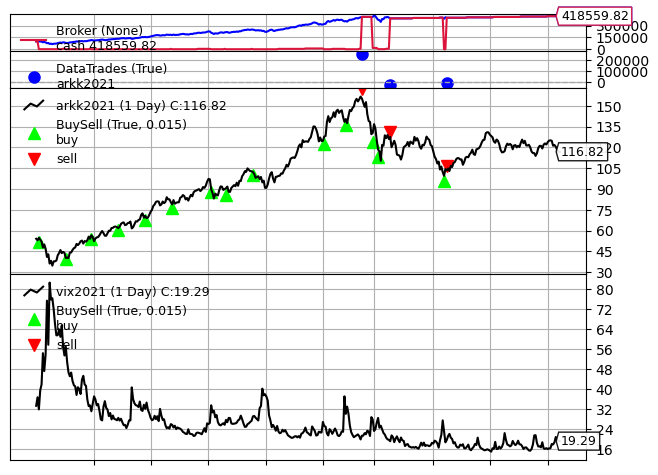 Broker (None)
Cash 418559.82
418559.82
300000
150000
0
DataTrades (True)
arkk2021
200000
100000
0
arkk2021 (1 Day) C:116.82
BuySell (True, 0.015)
buy
sell
150
135
120
116.82
105
90
75
60
45
30
vix2021 (1 Day) C:19.29
BuySell (True, 0.015)
buy
sell
80
72
64
56
48
40
32
24
19.29
16